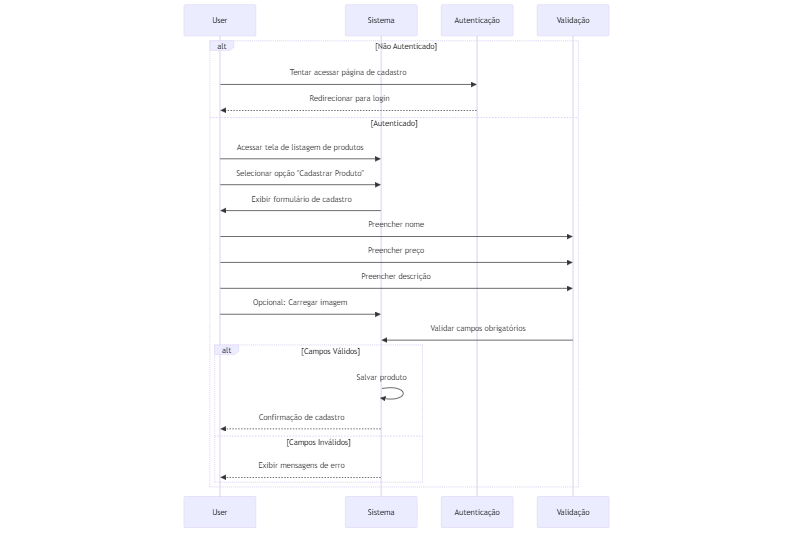 User Sistema Autenticação Validação
alt [Não Autenticado]
Tentar acessar página de cadastro
Redirecionar para login
[Autenticado]
Acessar tela de listagem de produtos
Selecionar opção "Cadastrar Produto"
Exibir formulário de cadastro
Preencher nome
Preencher preço
Preencher descrição
Opcional: Carregar imagem
Validar campos obrigatórios
alt [Campos Válidos]
Salvar produto
Confirmação de cadastro
[Campos Inválidos]
Exibir mensagens de erro
User Sistema Autenticação Validação